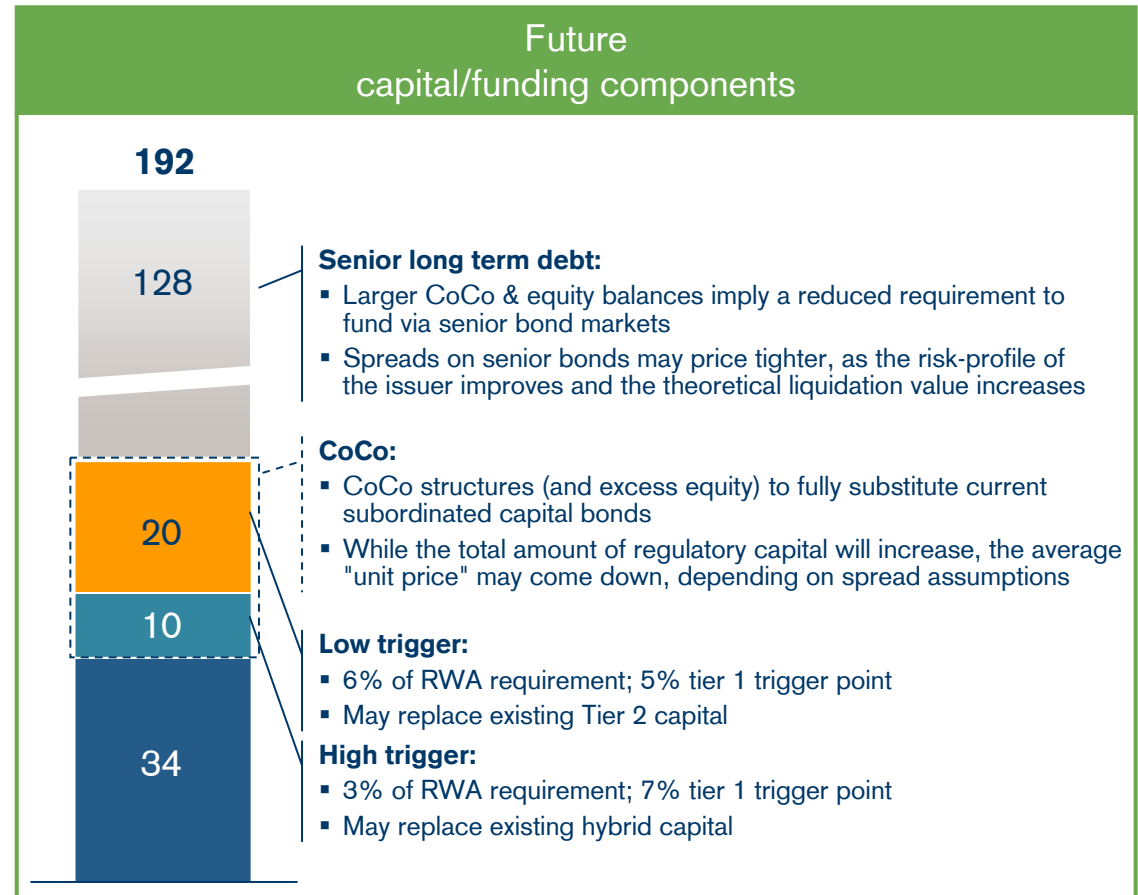 Future
capital/funding components
192
128
Senior long term debt:
▪ Larger CoCo & equity balances imply a reduced requirement to
fund via senior bond markets
▪ Spreads on senior bonds may price tighter, as the risk-profile of
the issuer improves and the theoretical liquidation value increases
CoCo:
▪ CoCo structures (and excess equity) to fully substitute current
subordinated capital bonds
▪ While the total amount of regulatory capital will increase, the average
"unit price" may come down, depending on spread assumptions
20
10
Low trigger:
▪ 6% of RWA requirement; 5% tier 1 trigger point
▪ May replace existing Tier 2 capital
High trigger:
▪ 3% of RWA requirement; 7% tier 1 trigger point
▪ May replace existing hybrid capital
34